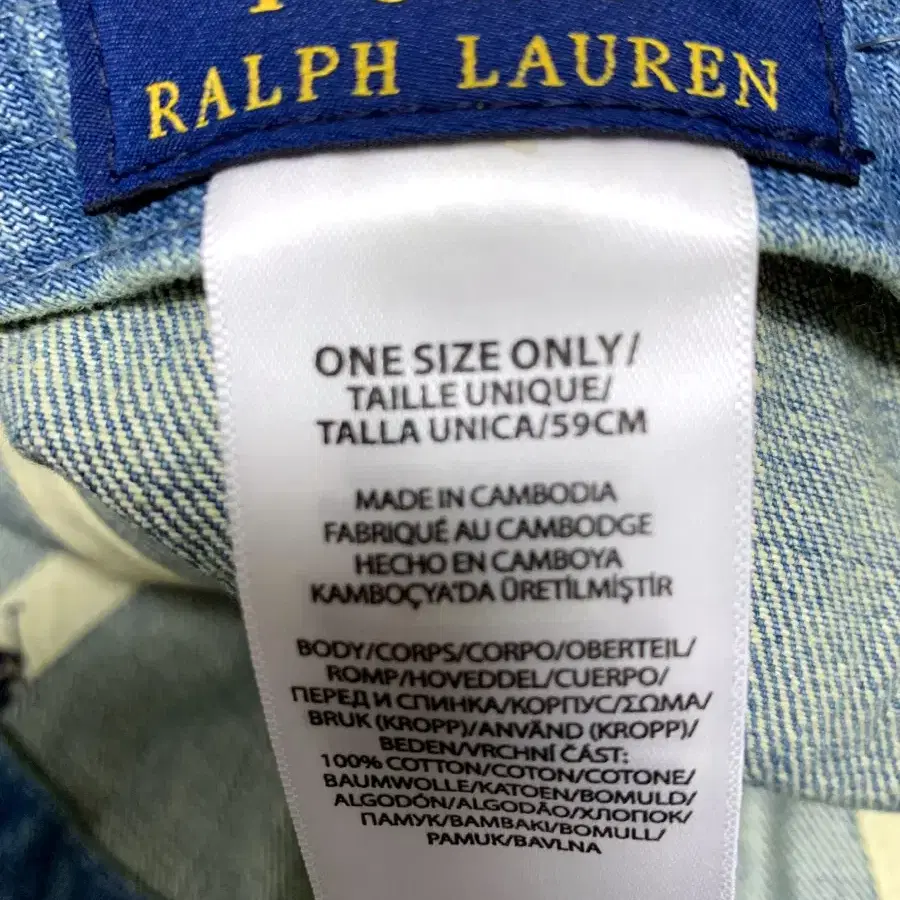 RALPH LAUREN
ONE SIZE ONLY/
TAILLE UNIQUE/
TALLA UNICA/59CM
MADE IN CAMBODIA
FABRIQUÉ AU CAMBODGE
HECHO EN CAMBOYA
KAMBOÇYA'DA ÜRETİLMİŞTİR
BODY/CORPS/CORPO/OBERTEIL/
ROMP/HOVEDDEL/CUERPO/
ПЕРЕД И СПИНКА/КОРПУС/ΣΩΜΑ/
BRUK (KROPP)/ANVÄND (KROPP)/
BEDEN/VRCHNÍ ČÁST:
100% COTTON/COTON/COTONE/
BAUMWOLLE/KATOEN/BOMULD/
ALGODÓN/ALGODÃO/ХЛОПОК/
ПАМУК/ΒΑΜΒΑΚΙ/BOMULL/
PAMUK/BAVLNA